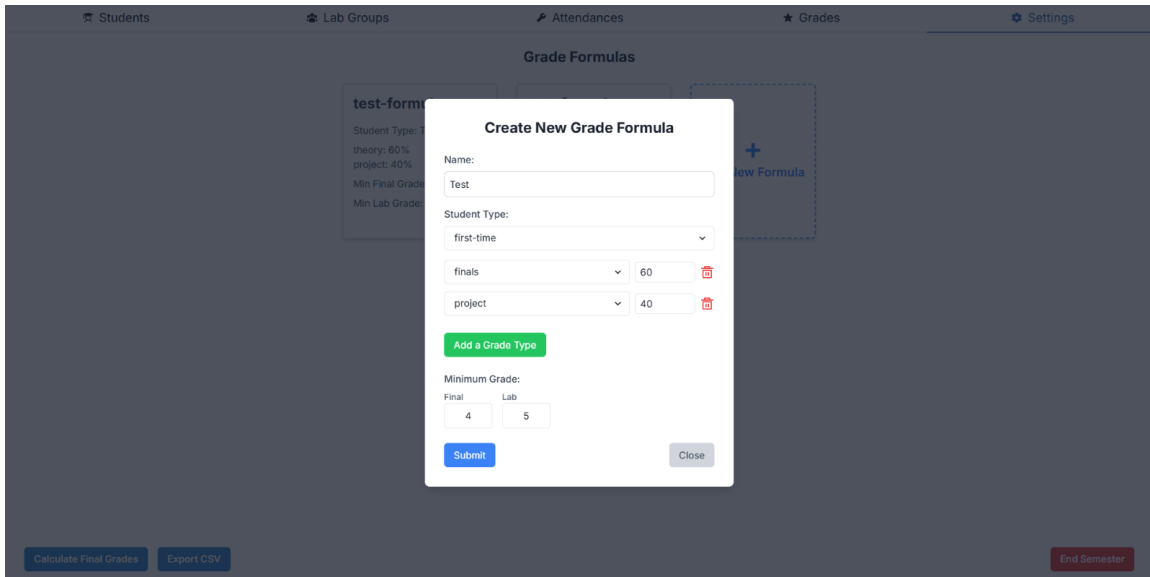 Students Lab Groups Attendances Grades Settings
Grade Formulas
test-formu
Student Type: T
theory: 60%
project: 40%
Min Final Grade
Min Lab Grade:
New Formula
Create New Grade Formula
Name:
Test
Student Type:
first-time
finals 60
project 40
Add a Grade Type
Minimum Grade:
Final Lab
4 5
Submit Close
Calculate Final Grades Export CSV End Semester